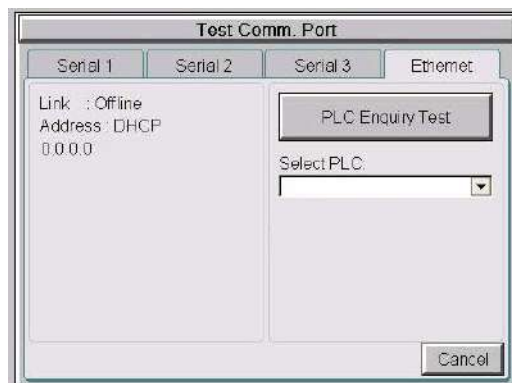 Test Comm. Port
Serial 1
Serial 2
Serial 3
Ethernet
Link : Offline
Address : DHCP
0.0.0.0
PLC Enquiry Test
Select PLC:
Cancel